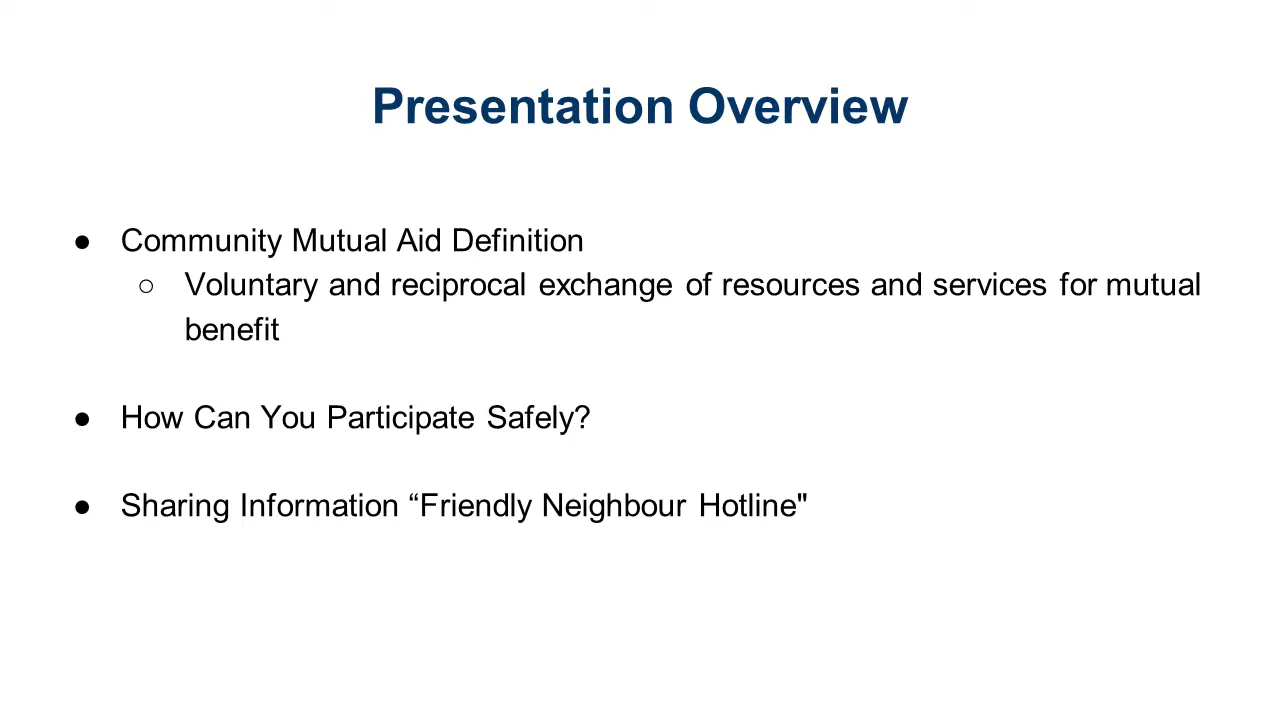 Presentation Overview
● Community Mutual Aid Definition
○ Voluntary and reciprocal exchange of resources and services for mutual
benefit
● How Can You Participate Safely?
● Sharing Information “Friendly Neighbour Hotline"